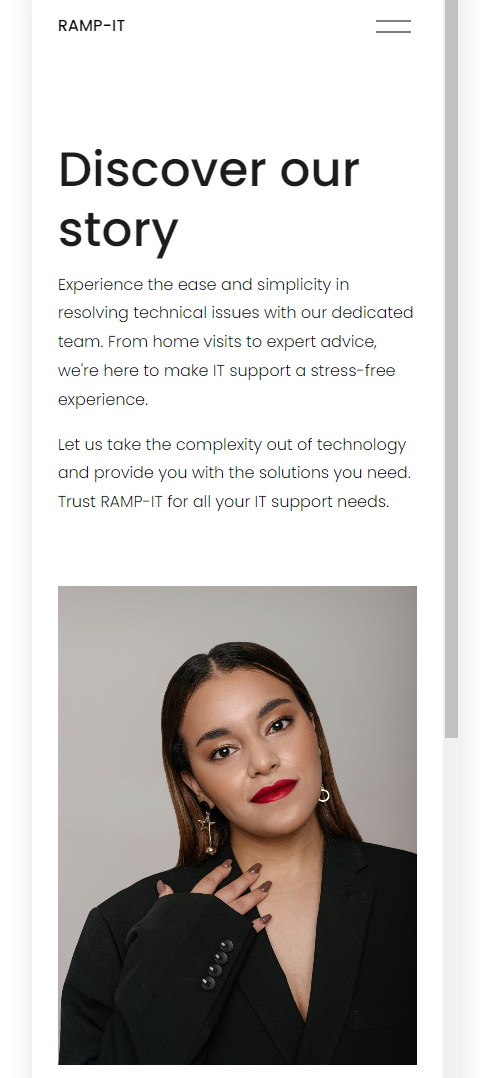 RAMP-IT
Discover our
story
Experience the ease and simplicity in
resolving technical issues with our dedicated
team. From home visits to expert advice,
we're here to make IT support a stress-free
experience.
Let us take the complexity out of technology
and provide you with the solutions you need.
Trust RAMP-IT for all your IT support needs.